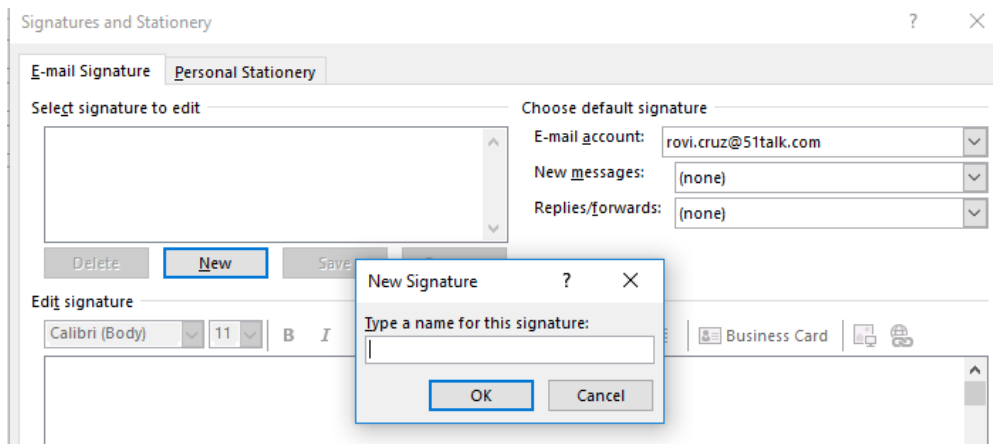 Signatures and Stationery ?
E-mail Signature Personal Stationery
Select signature to edit
Choose default signature
E-mail account: rovi.cruz@51talk.com
New messages: (none)
Replies/forwards: (none)
Delete New Save
New Signature ?
Edit signature
Type a name for this signature:
Calibri (Body) 11 B I Business Card
OK Cancel